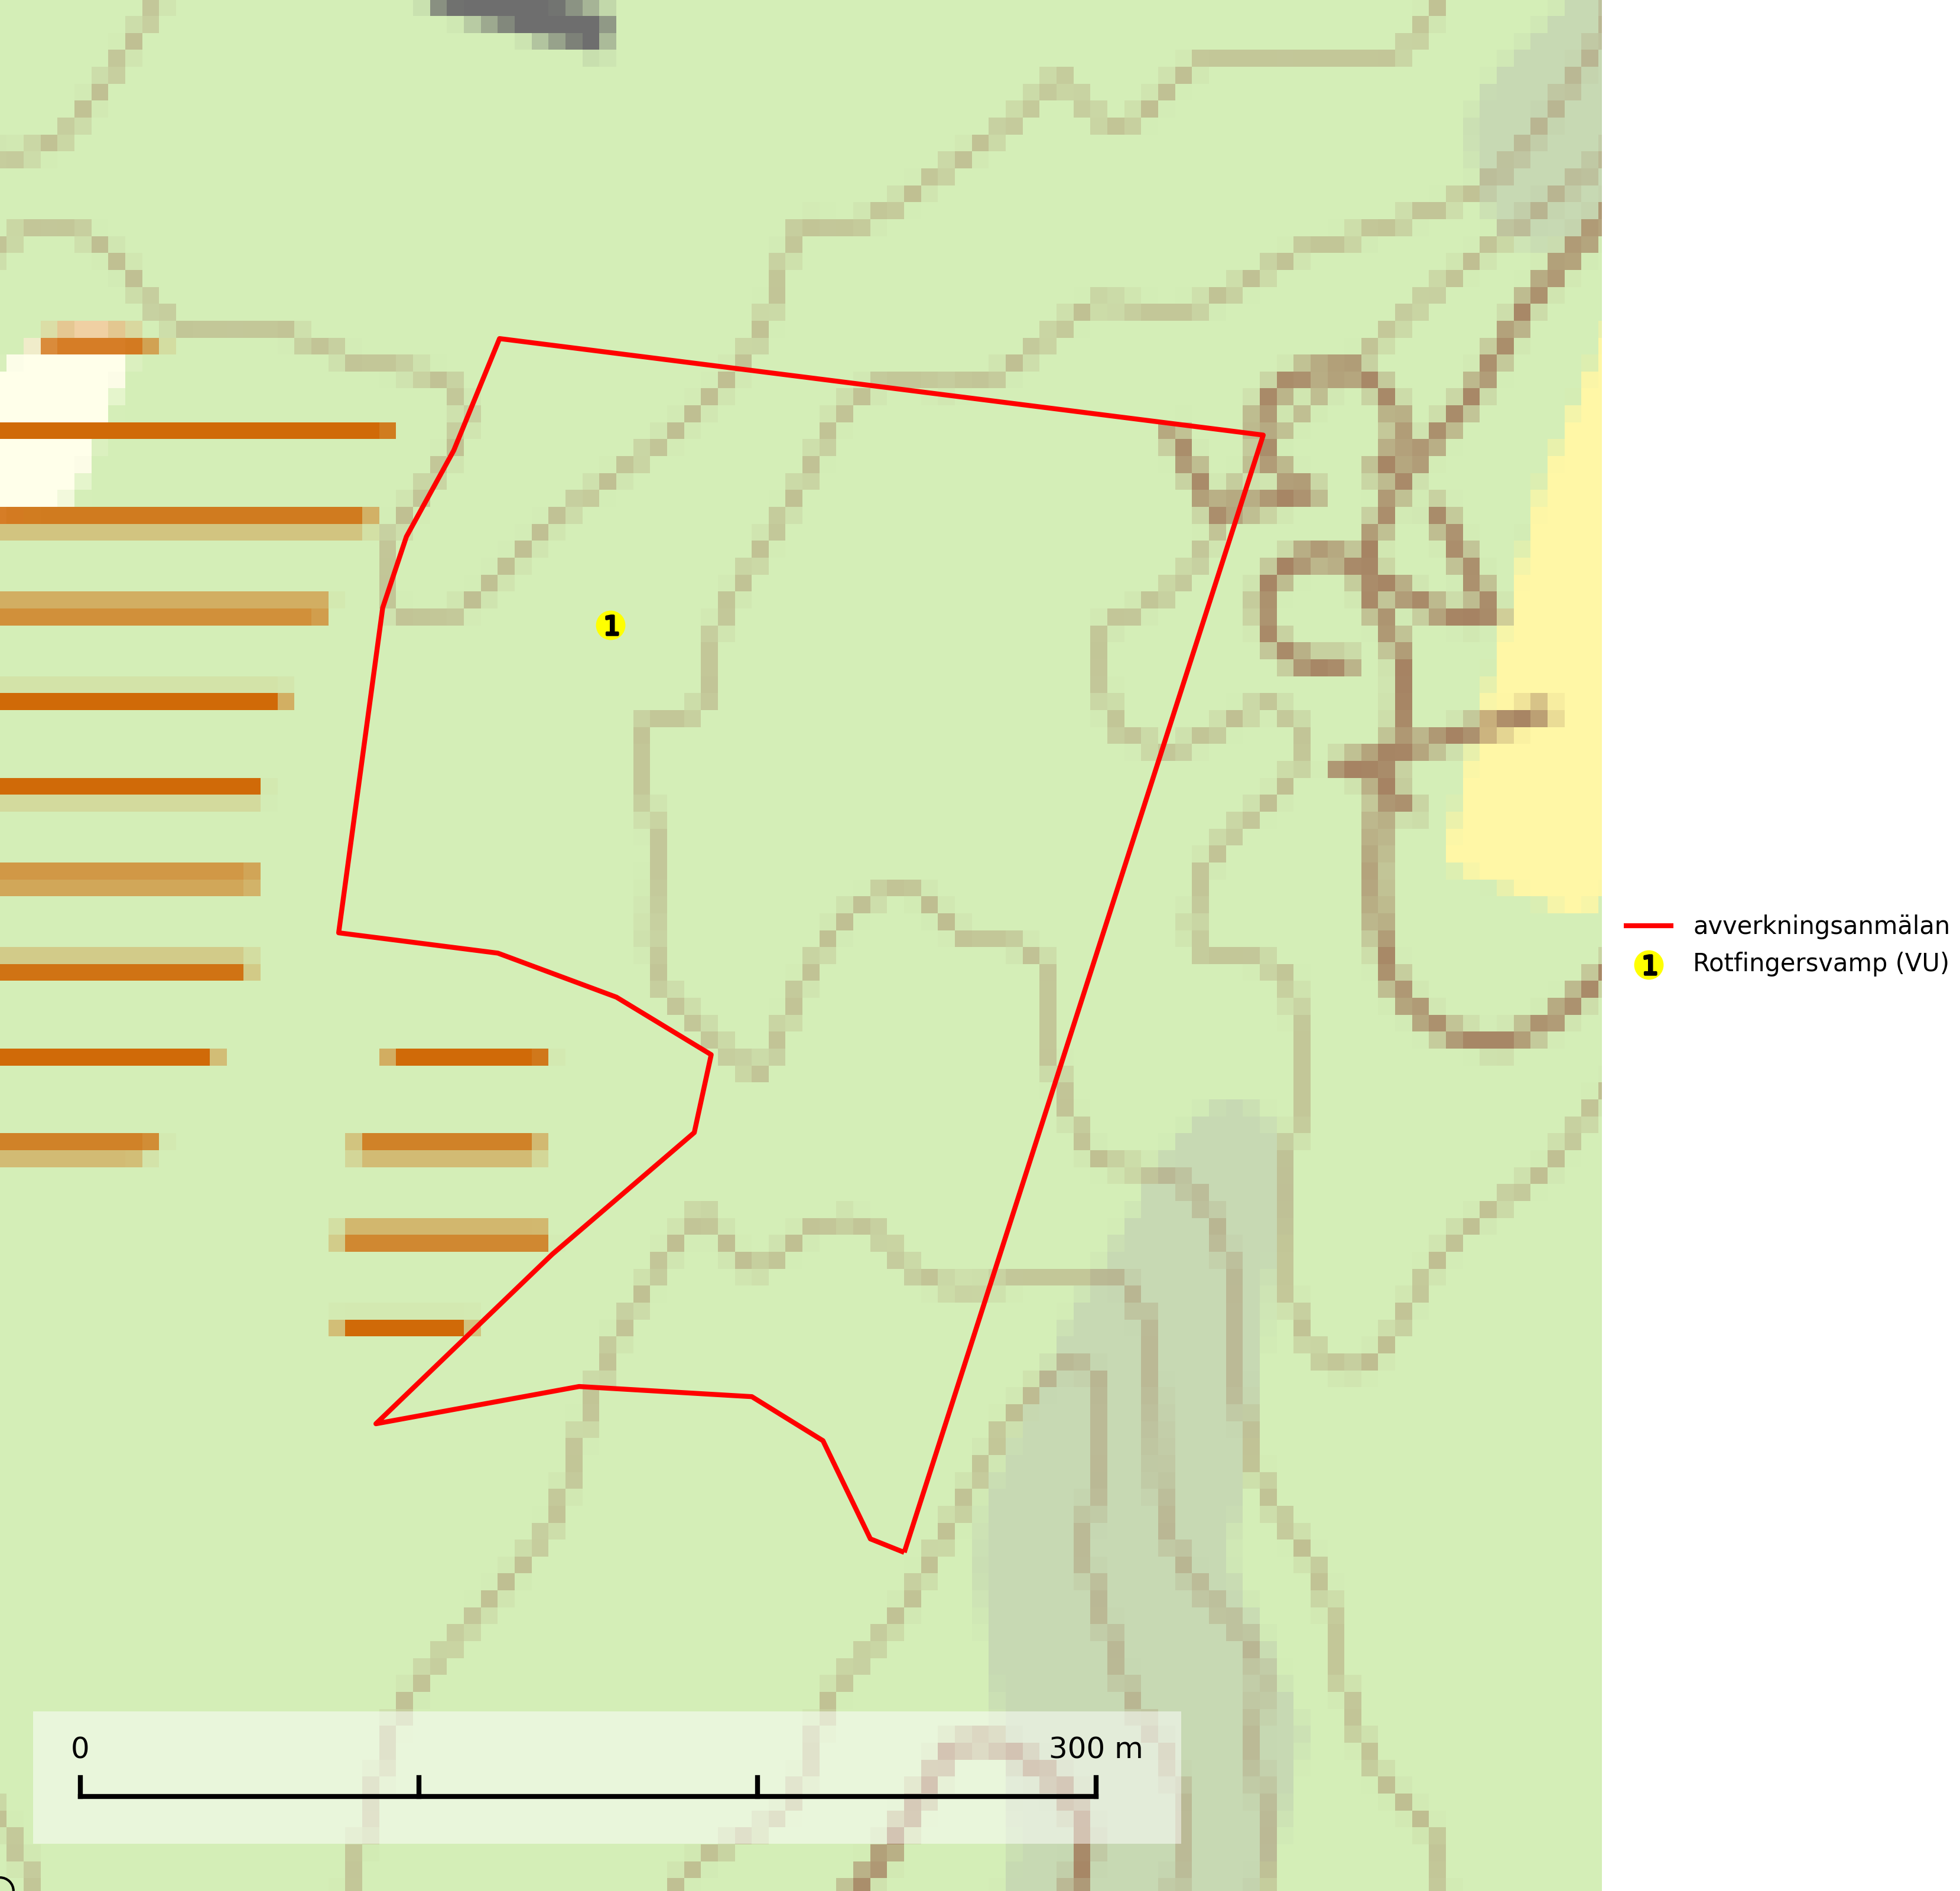 1
avverkningsanmälan
1 Rotfingersvamp (VU)
0 300 m